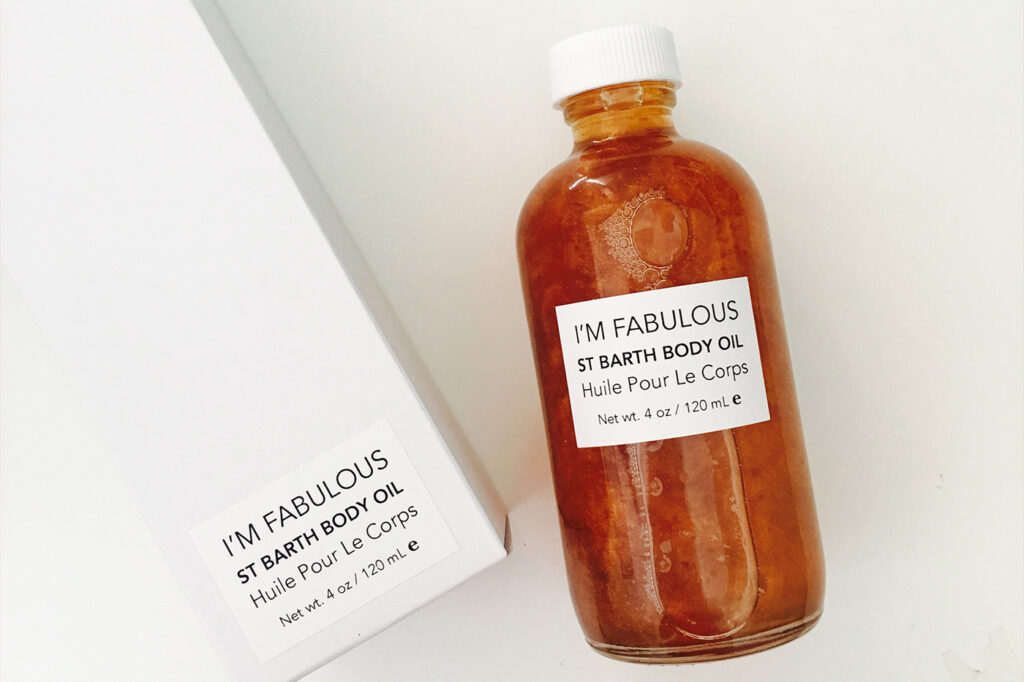 I'M FABULOUS
ST BARTH BODY OIL
Huile Pour Le Corps
Net wt. 4 oz / 120 mL e
I'M FABULOUS
ST BARTH BODY OIL
Huile Pour Le Corps
Net wt. 4 oz / 120 mL e